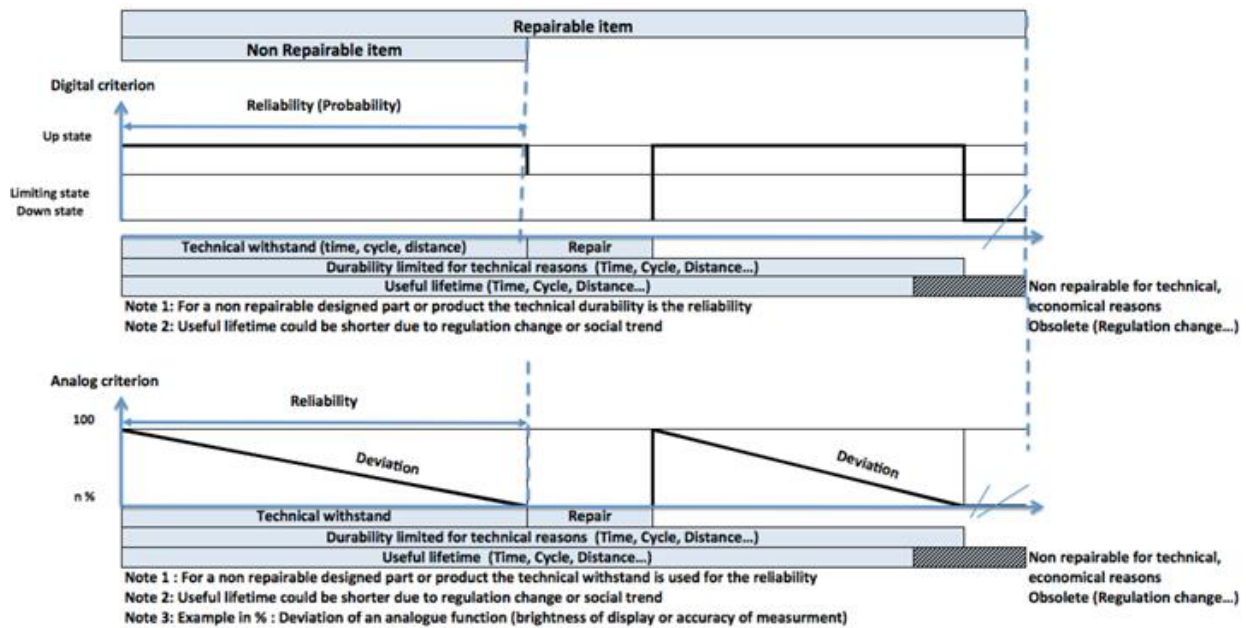 Repairable item
Non Repairable item
Digital criterion
Reliability (Probability)
Up state
Limiting state
Down state
Technical withstand (time, cycle, distance)
Repair
Durability limited for technical reasons (Time, Cycle, Distance...)
Useful lifetime (Time, Cycle, Distance...)
Non repairable for technical,
economical reasons
Obsolete (Regulation change...)
Note 1: For a non repairable designed part or product the technical durability is the reliability
Note 2: Useful lifetime could be shorter due to regulation change or social trend
Analog criterion
Reliability
100
Deviation
Deviation
n %
Technical withstand
Repair
Durability limited for technical reasons (Time, Cycle, Distance...)
Useful lifetime (Time, Cycle, Distance...)
Non repairable for technical,
economical reasons
Obsolete (Regulation change...)
Note 1 : For a non repairable designed part or product the technical withstand is used for the reliability
Note 2: Useful lifetime could be shorter due to regulation change or social trend
Note 3: Example in % : Deviation of an analogue function (brightness of display or accuracy of measurment)